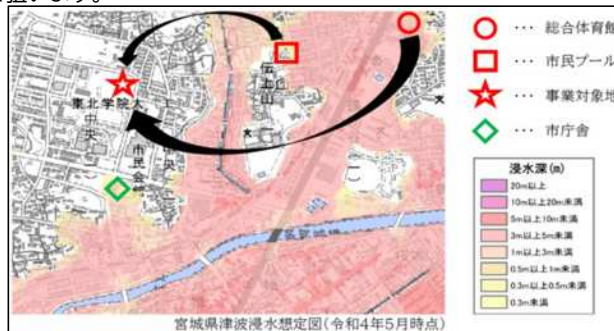 狙います。
○ … 総合体育館
□ … 市民プール
☆ … 事業対象地
◇ … 市庁舎
伝上山
東北学院大
中央
市民会館
浸水深(m)
20m以上
10m以上20m未満
5m以上10m未満
3m以上5m未満
1m以上3m未満
0.5m以上1m未満
0.3m以上0.5m未満
0.3m未満
宮城県津波浸水想定図(令和4年5月時点)